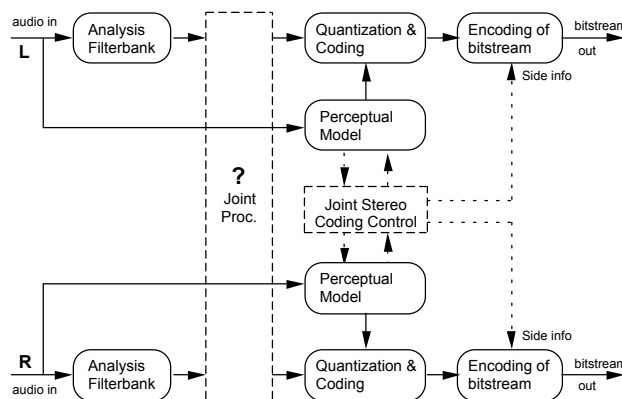 audio in
L
Analysis
Filterbank
Quantization &
Coding
Encoding of
bitstream
bitstream
out
Side info
Perceptual
Model
?
Joint
Proc.
Joint Stereo
Coding Control
Perceptual
Model
Side info
R
audio in
Analysis
Filterbank
Quantization &
Coding
Encoding of
bitstream
bitstream
out